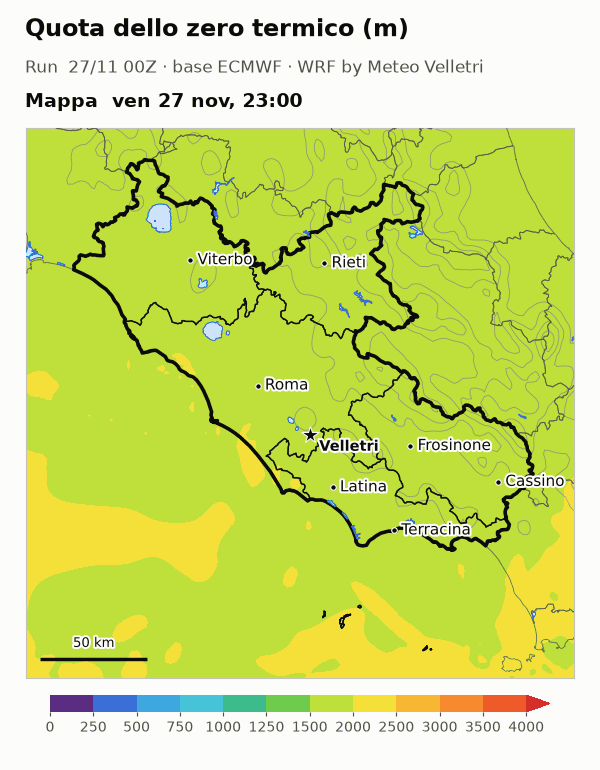 Quota dello zero termico (m)
Run 27/11 00Z · base ECMWF · WRF by Meteo Velletri
Mappa ven 27 nov, 23:00
Viterbo
Rieti
Roma
Velletri
Frosinone
Latina
Cassino
Terracina
50 km
0 250 500 750 1000 1250 1500 2000 2500 3000 3500 4000